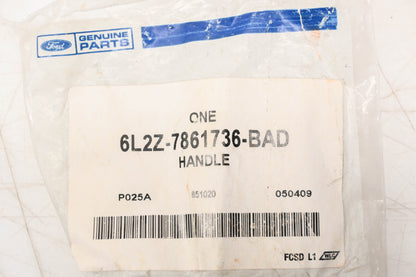 Ford
GENUINE
PARTS
ONE
6L2Z-7861736-BAD
HANDLE
P025A 651020 050409
FCSD L1